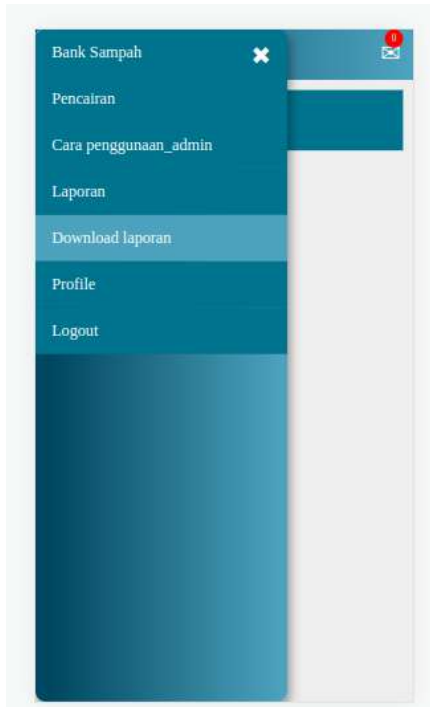 Bank Sampah
0
Pencairan
Cara penggunaan_admin
Laporan
Download laporan
Profile
Logout